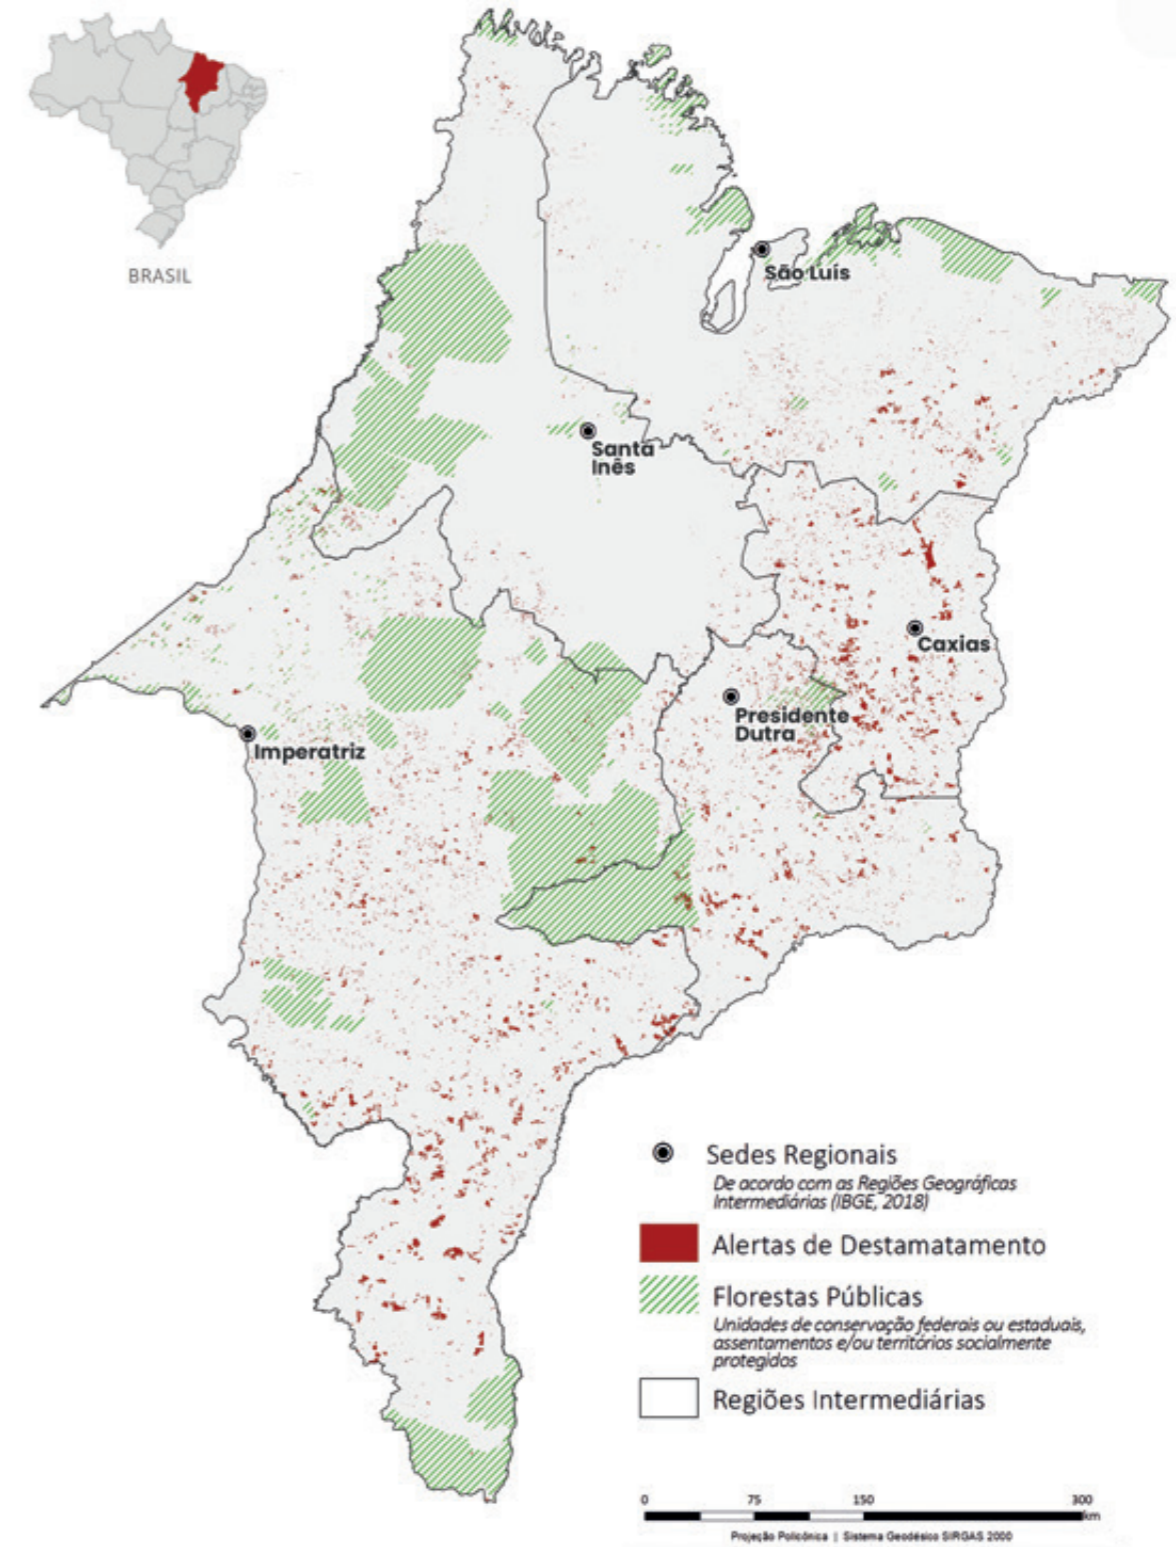 BRASIL
São Luís
Santa
Inês
Caxias
Presidente
Dutra
Imperatriz
Sedes Regionais
De acordo com as Regiões Geográficas
Intermediárias (IBGE, 2018)
Alertas de Destamatamento
Florestas Públicas
Unidades de conservação federais ou estaduais,
assentamentos e/ou territórios socialmente
protegidos
Regiões Intermediárias
0 75 150 300
km
Projeção Policônica | Sistema Geodésico SIRGAS 2000